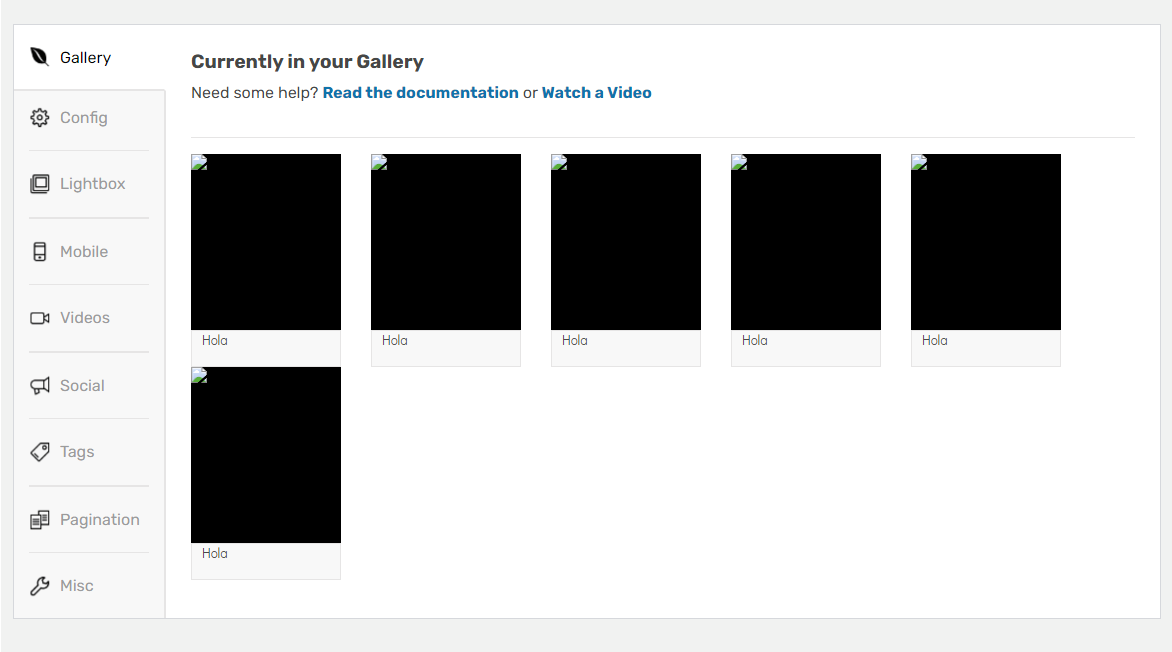 Gallery
Config
Lightbox
Mobile
Videos
Social
Tags
Pagination
Misc
Currently in your Gallery
Need some help? Read the documentation or Watch a Video
Hola
Hola
Hola
Hola
Hola
Hola